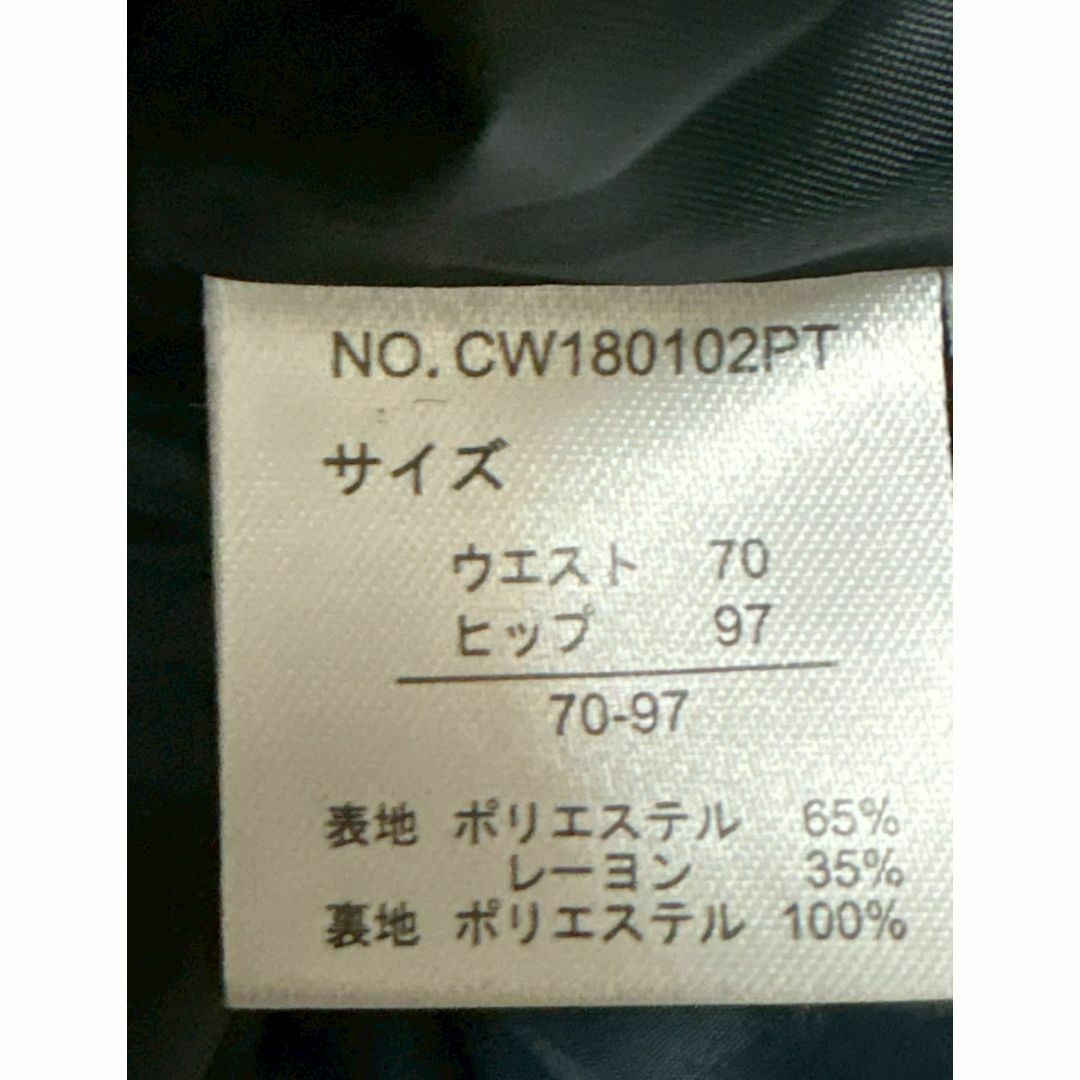 NO. CW180102PT
サイズ
ウエスト 70
ヒップ 97
70-97
表地 ポリエステル 65%
レーヨン 35%
裏地 ポリエステル 100%